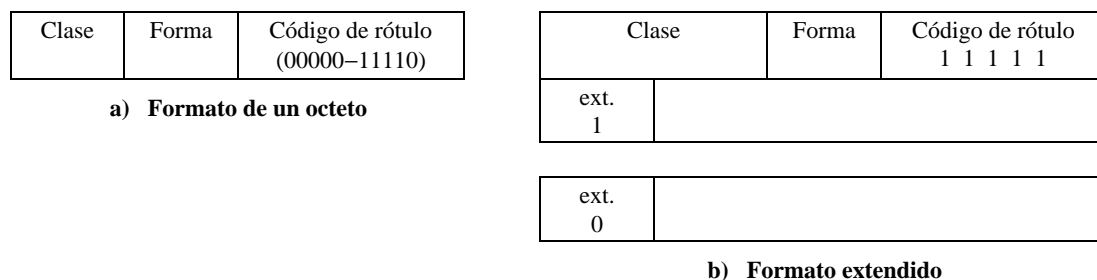 Clase Forma Código de rótulo
(00000–11110)
a) Formato de un octeto
Clase Forma Código de rótulo
1 1 1 1 1
ext.
1
ext.
0
b) Formato extendido